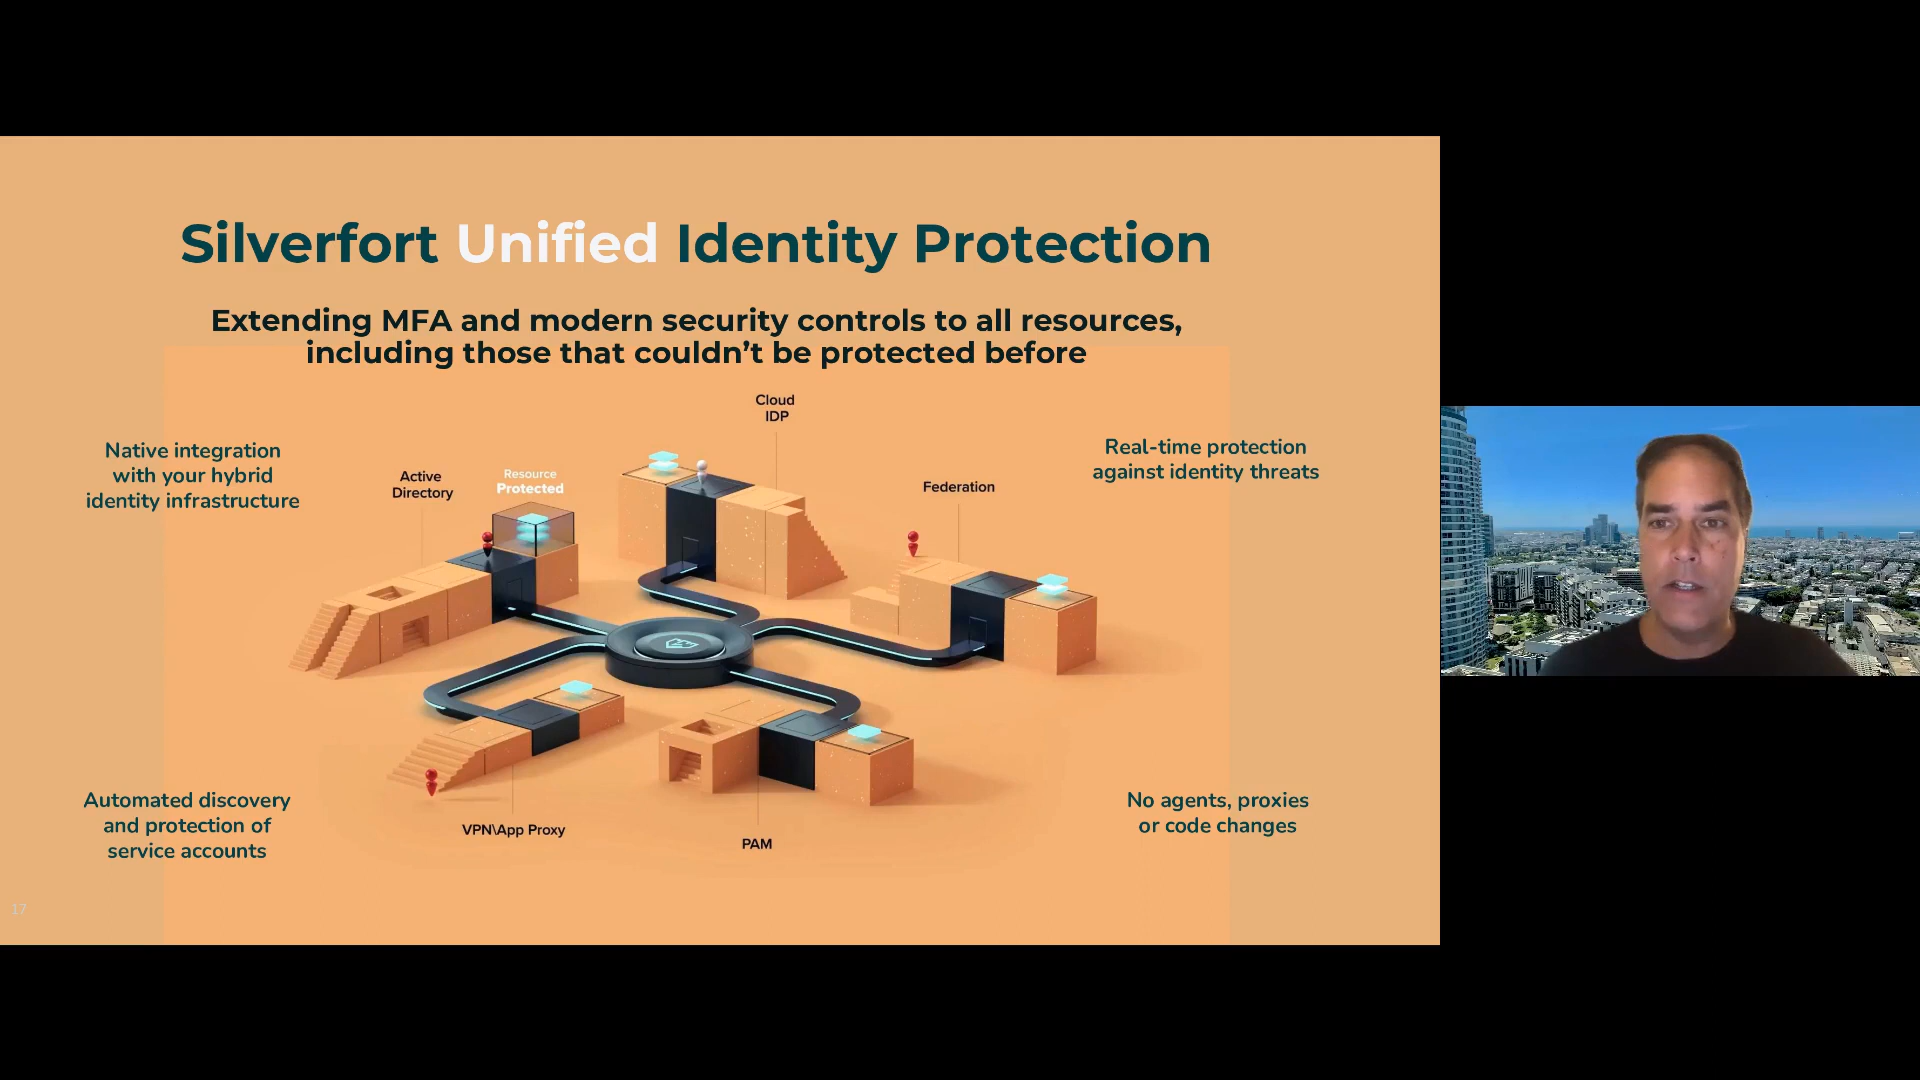 Silverfort Unified Identity Protection
Extending MFA and modern security controls to all resources,
including those that couldn’t be protected before
Cloud
IDP
Native integration
with your hybrid
identity infrastructure
Active
Directory
Resource
Protected
Federation
Real-time protection
against identity threats
Automated discovery
and protection of
service accounts
VPN\App Proxy
PAM
No agents, proxies
or code changes
17